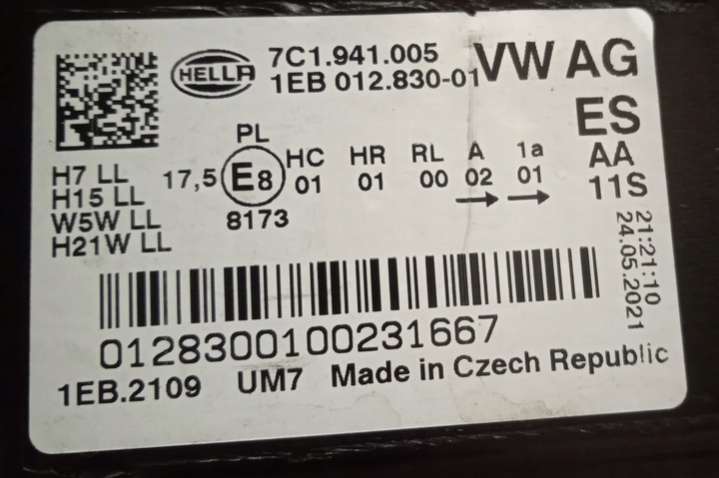 HELLA
7C1.941.005
1EB 012.830-01
VW AG
ES
AA
11S
PL
H7 LL
H15 LL
W5W LL
H21W LL
17,5
E8
8173
HC HR RL A 1a
01 01 00 02 01
21:21:10
24.05.2021
0128300100231667
1EB.2109 UM7 Made in Czech Republic